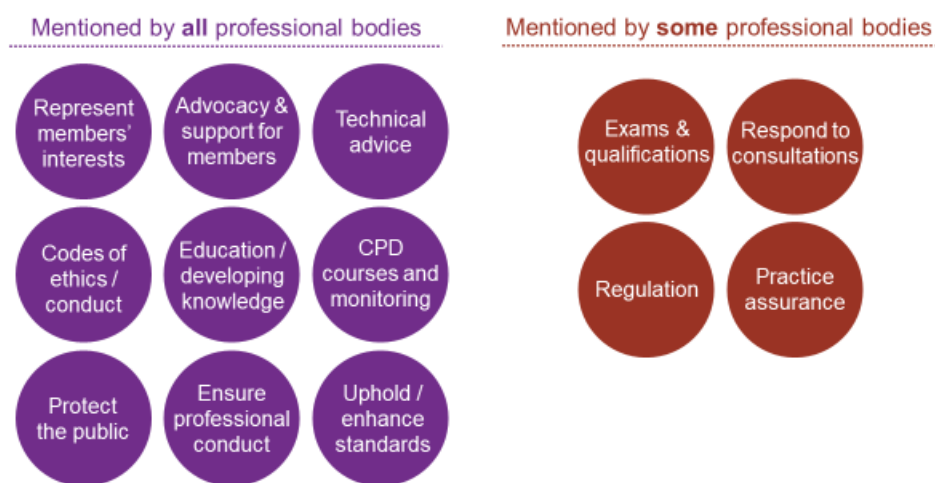 Mentioned by all professional bodies
Represent
members'
interests
Advocacy &
support for
members
Technical
advice
Codes of
ethics /
conduct
Education /
developing
knowledge
CPD
courses and
monitoring
Protect
the public
Ensure
professional
conduct
Uphold /
enhance
standards
Mentioned by some professional bodies
Exams &
qualifications
Respond to
consultations
Regulation
Practice
assurance